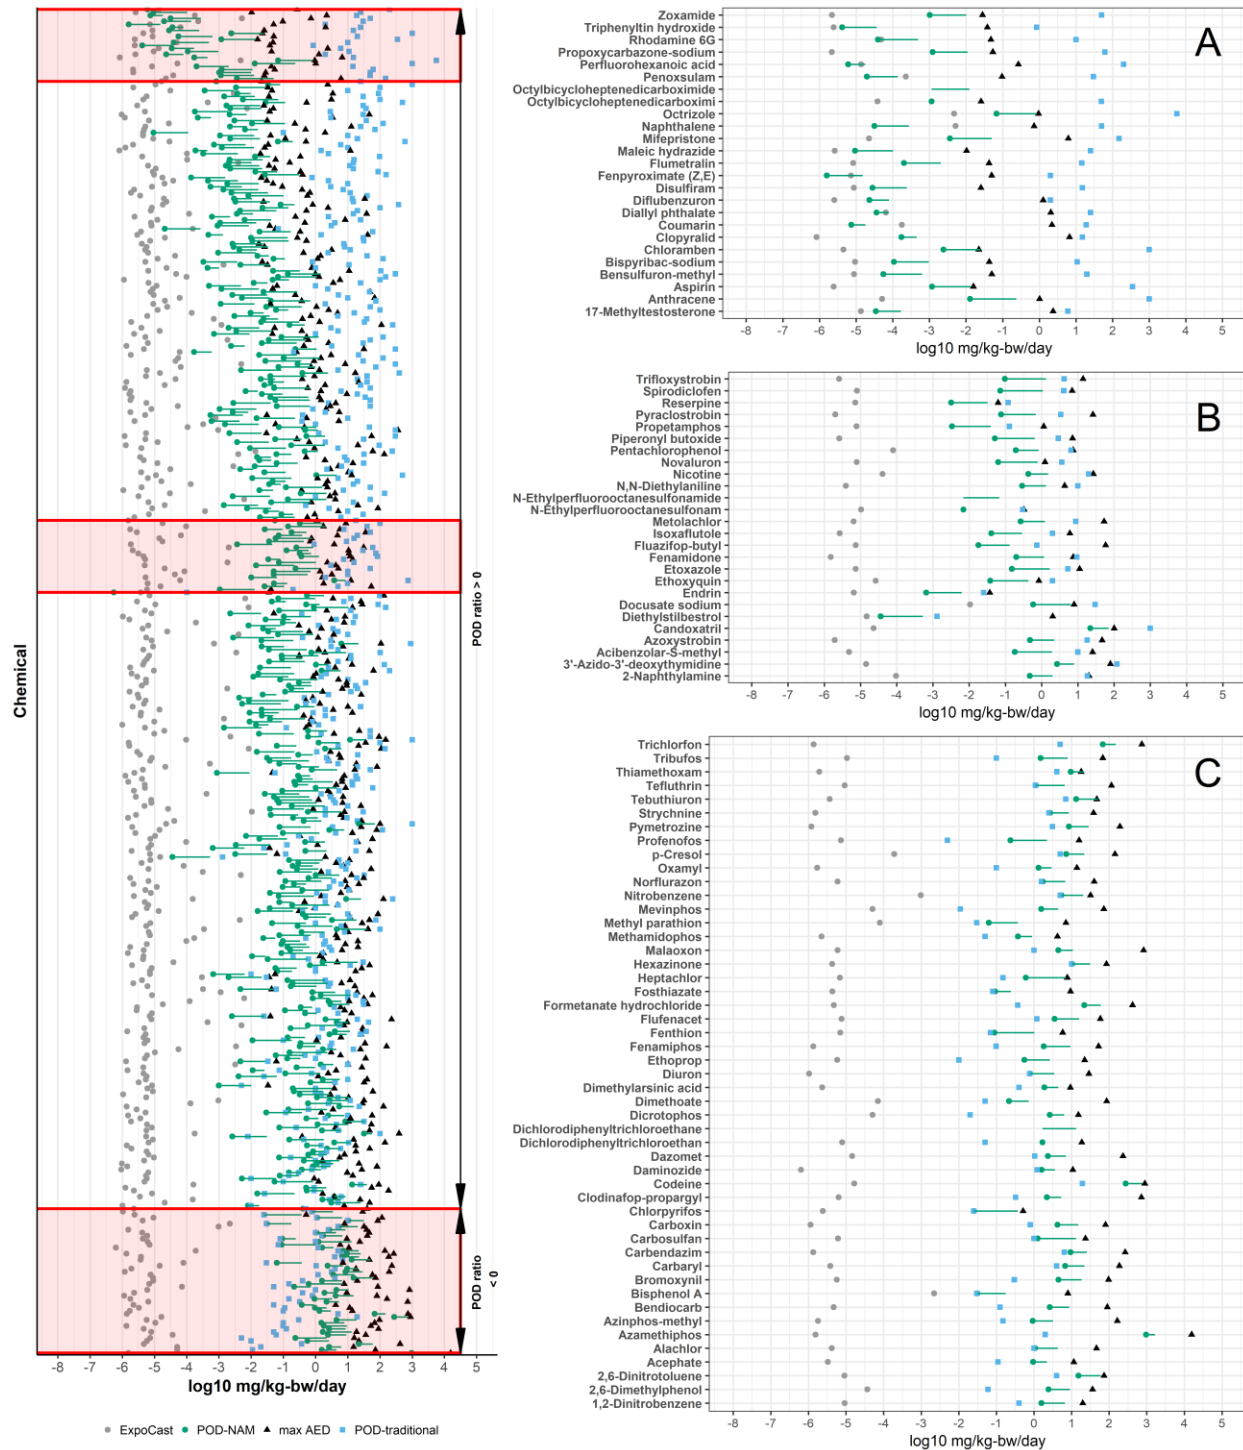 Chemical
-8 -7 -6 -5 -4 -3 -2 -1 0 1 2 3 4 5
log10 mg/kg-bw/day
POD ratio > 0
POD ratio
< 0
ExpoCast POD-NAM max AED POD-traditional
A
Zoxamide
Triphenyltin hydroxide
Rhodamine 6G
Propoxycarbazone-sodium
Perfluorohexanoic acid
Penoxsulam
Octylbicycloheptenedicarboximide
Octylbicycloheptenedicarboximi
Octrizole
Naphthalene
Mifepristone
Maleic hydrazide
Flumetralin
Fenpyroximate (Z,E)
Disulfiram
Diflubenzuron
Diallyl phthalate
Coumarin
Clopyralid
Chloramben
Bispyribac-sodium
Bensulfuron-methyl
Aspirin
Anthracene
17-Methyltestosterone
-8 -7 -6 -5 -4 -3 -2 -1 0 1 2 3 4 5
log10 mg/kg-bw/day
B
Trifloxystrobin
Spirodiclofen
Reserpine
Pyraclostrobin
Propetamphos
Piperonyl butoxide
Pentachlorophenol
Novaluron
Nicotine
N,N-Diethylaniline
N-Ethylperfluorooctanesulfonamide
N-Ethylperfluorooctanesulfonam
Metolachlor
Isoxaflutole
Fluazifop-butyl
Fenamidone
Etoxazole
Ethoxyquin
Endrin
Docusate sodium
Diethylstilbestrol
Candoxatril
Azoxystrobin
Acibenzolar-S-methyl
3'-Azido-3'-deoxythymidine
2-Naphthylamine
-8 -7 -6 -5 -4 -3 -2 -1 0 1 2 3 4 5
log10 mg/kg-bw/day
C
Trichlorfon
Tribufos
Thiamethoxam
Tefluthrin
Tebuthiuron
Strychnine
Pymetrozine
Profenofos
p-Cresol
Oxamyl
Norflurazon
Nitrobenzene
Mevinphos
Methyl parathion
Methamidophos
Malaoxon
Hexazinone
Heptachlor
Fosthiazate
Formetanate hydrochloride
Flufenacet
Fenthion
Fenamiphos
Ethoprop
Diuron
Dimethylarsinic acid
Dimethoate
Dicrotophos
Dichlorodiphenyltrichloroethane
Dichlorodiphenyltrichloroethan
Dazomet
Daminozide
Codeine
Clodinafop-propargyl
Chlorpyrifos
Carboxin
Carbosulfan
Carbendazim
Carbaryl
Bromoxynil
Bisphenol A
Bendiocarb
Azinphos-methyl
Azamethiphos
Alachlor
Acephate
2,6-Dinitrotoluene
2,6-Dimethylphenol
1,2-Dinitrobenzene
-8 -7 -6 -5 -4 -3 -2 -1 0 1 2 3 4 5
log10 mg/kg-bw/day